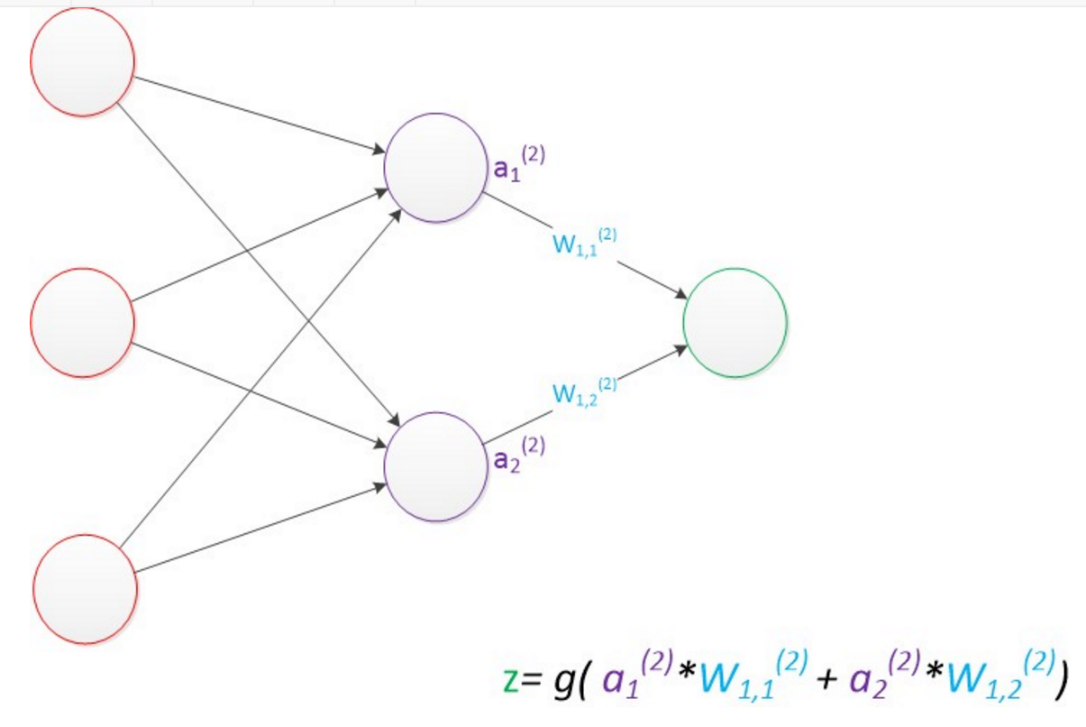 a₁⁽²⁾
W₁,₁⁽²⁾
W₁,₂⁽²⁾
a₂⁽²⁾
z= g( a₁⁽²⁾*W₁,₁⁽²⁾ + a₂⁽²⁾*W₁,₂⁽²⁾)